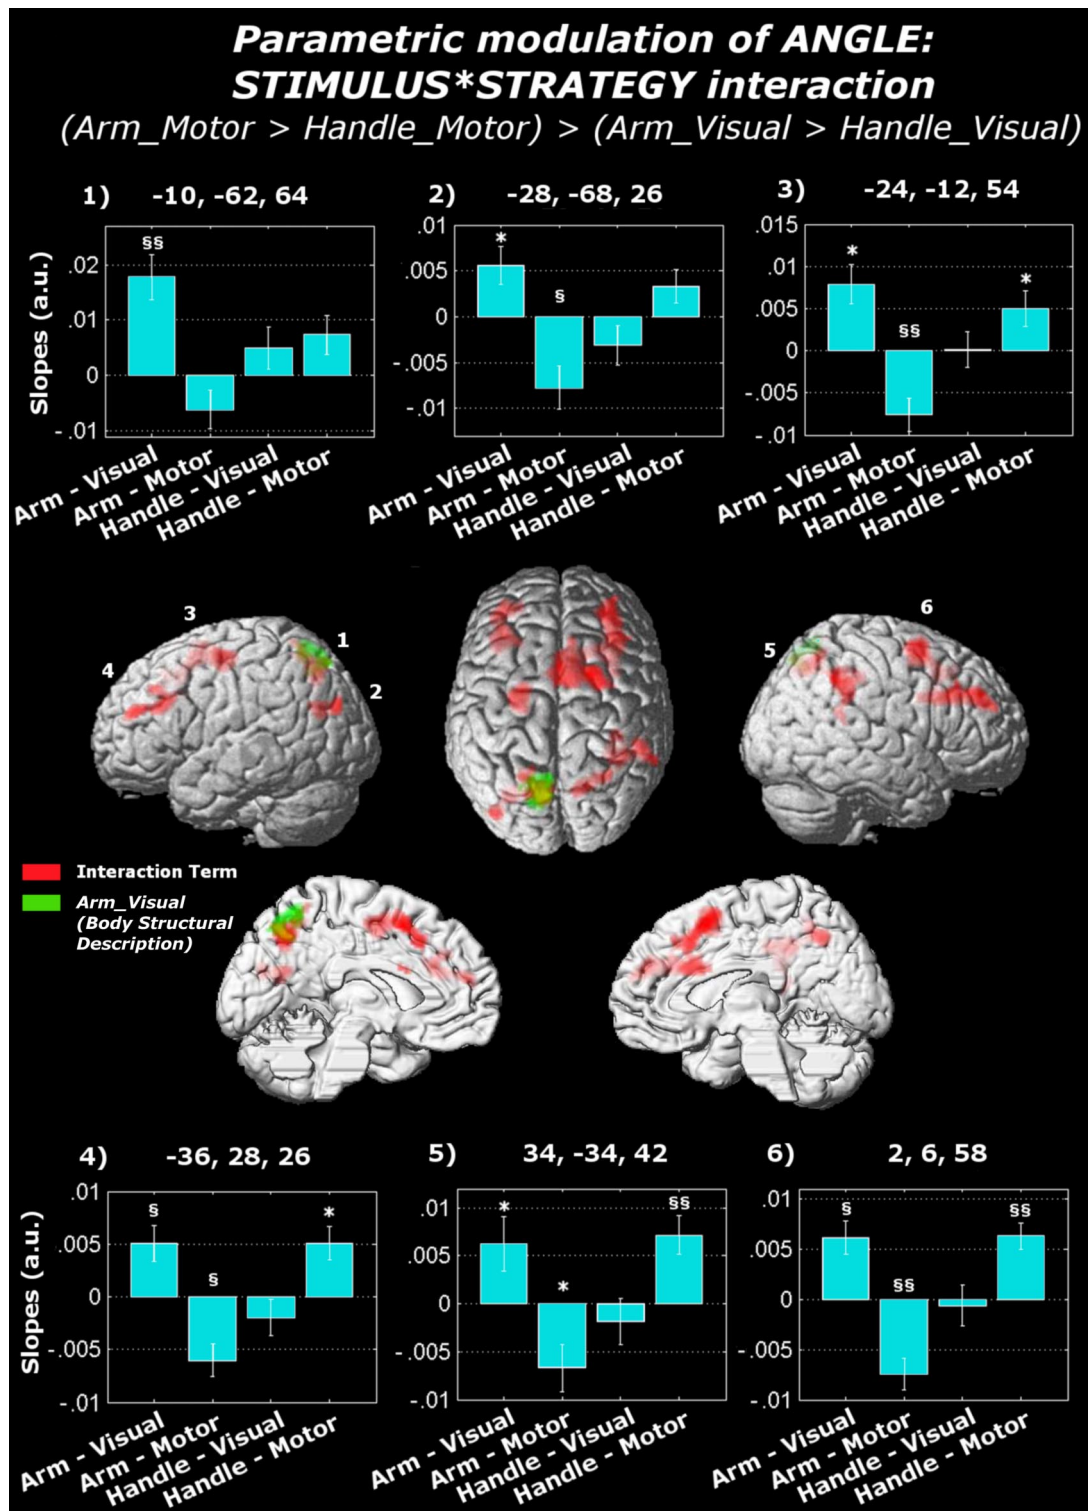 Parametric modulation of ANGLE:
STIMULUS*STRATEGY interaction
(Arm_Motor > Handle_Motor) > (Arm_Visual > Handle_Visual)
1) -10, -62, 64
2) -28, -68, 26
3) -24, -12, 54
Slopes (a.u.)
.02
.01
0
-.01
§§
Arm - Visual
Arm - Motor
Handle - Visual
Handle - Motor
.01
.005
0
-.005
-.01
*
§
Arm - Visual
Arm - Motor
Handle - Visual
Handle - Motor
.015
.01
.005
0
-.005
-.01
*
§§
*
Arm - Visual
Arm - Motor
Handle - Visual
Handle - Motor
3
1
4
2
6
5
Interaction Term
Arm_Visual
(Body Structural
Description)
4) -36, 28, 26
5) 34, -34, 42
6) 2, 6, 58
Slopes (a.u.)
.01
.005
0
-.005
-.01
§
§
*
Arm - Visual
Arm - Motor
Handle - Visual
Handle - Motor
.01
.005
0
-.005
-.01
*
*
§§
Arm - Visual
Arm - Motor
Handle - Visual
Handle - Motor
.01
.005
0
-.005
-.01
§
§§
§§
Arm - Visual
Arm - Motor
Handle - Visual
Handle - Motor